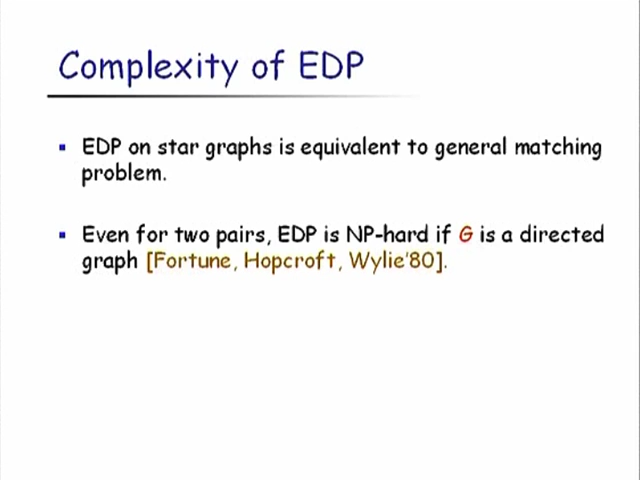 Complexity of EDP
▪ EDP on star graphs is equivalent to general matching
problem.
▪ Even for two pairs, EDP is NP-hard if G is a directed
graph [Fortune, Hopcroft, Wylie'80].